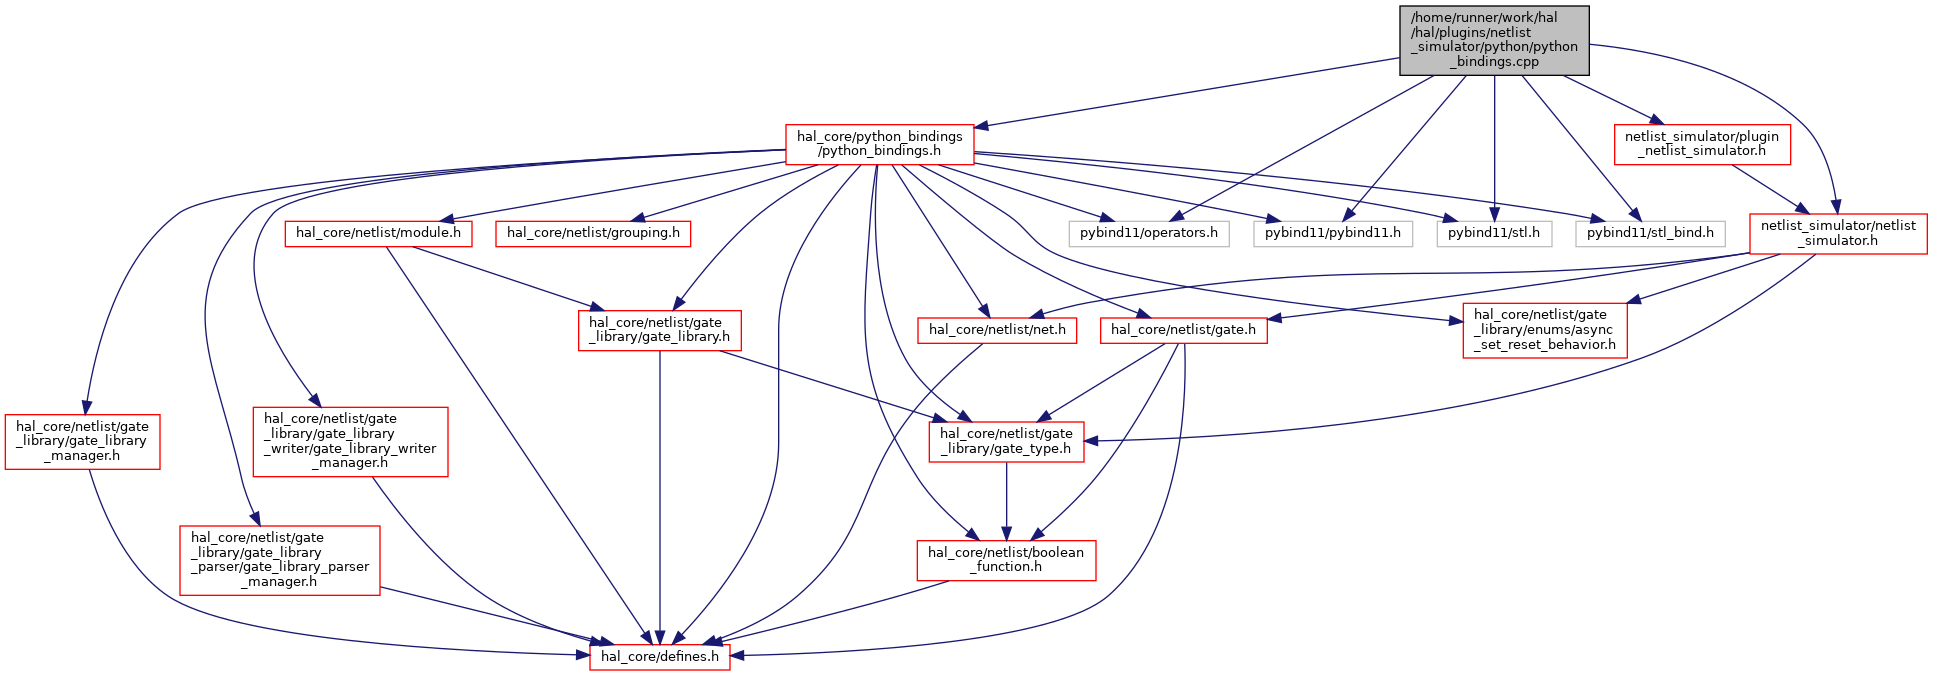 /home/runner/work/hal
/hal/plugins/netlist
_simulator/python/python
_bindings.cpp
hal_core/python_bindings
/python_bindings.h
netlist_simulator/plugin
_netlist_simulator.h
hal_core/netlist/module.h
hal_core/netlist/grouping.h
pybind11/operators.h
pybind11/pybind11.h
pybind11/stl.h
pybind11/stl_bind.h
netlist_simulator/netlist
_simulator.h
hal_core/netlist/gate
_library/gate_library.h
hal_core/netlist/net.h
hal_core/netlist/gate.h
hal_core/netlist/gate
_library/enums/async
_set_reset_behavior.h
hal_core/netlist/gate
_library/gate_library
_manager.h
hal_core/netlist/gate
_library/gate_library
_writer/gate_library_writer
_manager.h
hal_core/netlist/gate
_library/gate_type.h
hal_core/netlist/gate
_library/gate_library
_parser/gate_library_parser
_manager.h
hal_core/netlist/boolean
_function.h
hal_core/defines.h